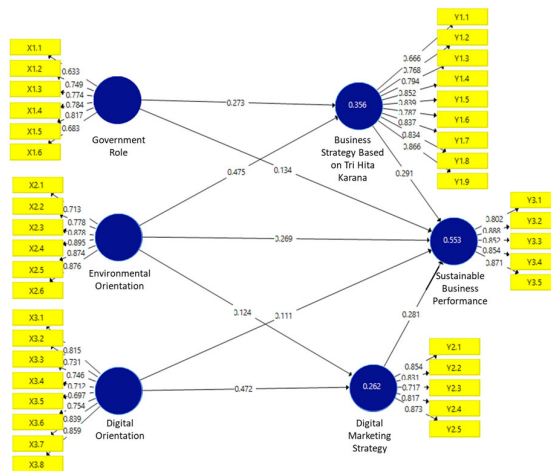 X1.1
X1.2
X1.3
X1.4
X1.5
X1.6
0.633
0.749
0.774
0.784
0.817
0.683
Government
Role
X2.1
X2.2
X2.3
X2.4
X2.5
X2.6
0.713
0.778
0.878
0.895
0.874
0.876
Environmental
Orientation
X3.1
X3.2
X3.3
X3.4
X3.5
X3.6
X3.7
X3.8
0.815
0.731
0.746
0.712
0.697
0.754
0.839
0.859
Digital
Orientation
0.273
0.475
0.134
0.269
0.124
0.111
0.472
0.291
0.281
0.356
Business
Strategy Based
on Tri Hita
Karana
0.666
0.768
0.794
0.852
0.839
0.787
0.837
0.834
0.866
Y1.1
Y1.2
Y1.3
Y1.4
Y1.5
Y1.6
Y1.7
Y1.8
Y1.9
0.553
Sustainable
Business
Performance
0.802
0.888
0.852
0.854
0.871
Y3.1
Y3.2
Y3.3
Y3.4
Y3.5
0.262
Digital
Marketing
Strategy
0.854
0.831
0.717
0.817
0.873
Y2.1
Y2.2
Y2.3
Y2.4
Y2.5